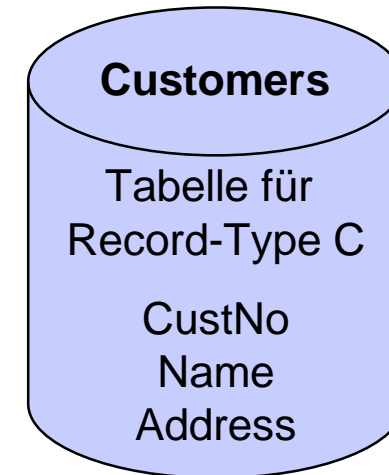 Customers
Tabelle für
Record-Type C
CustNo
Name
Address